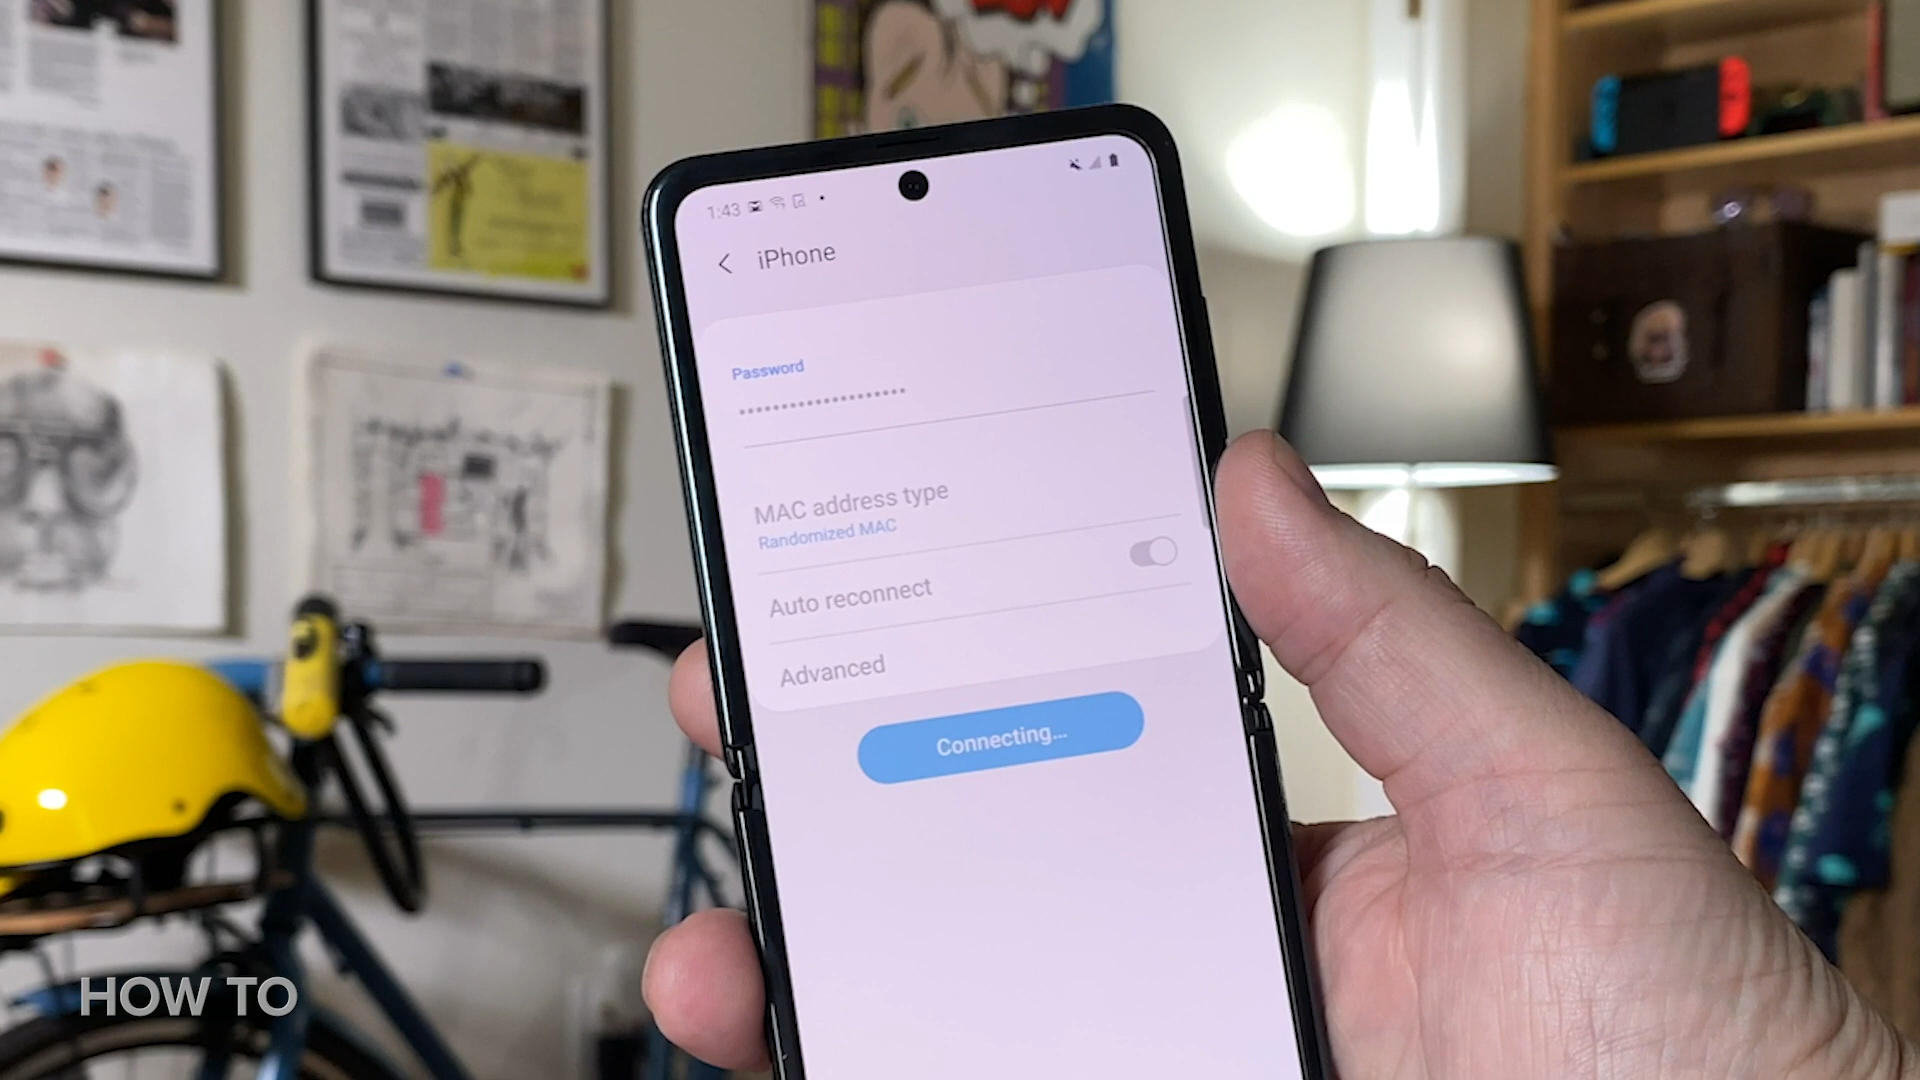 1:43
iPhone
Password
MAC address type
Randomized MAC
Auto reconnect
Advanced
Connecting...
HOW TO